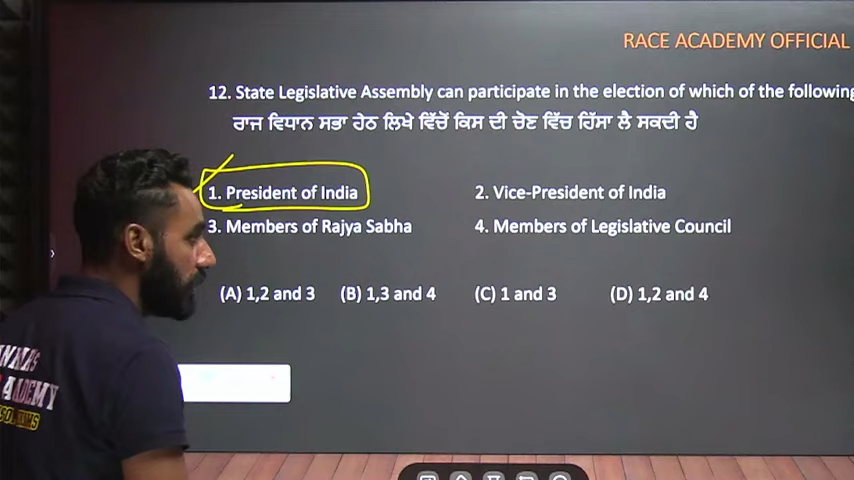 RACE ACADEMY OFFICIAL
12. State Legislative Assembly can participate in the election of which of the following
ਰਾਜ ਵਿਧਾਨ ਸਭਾ ਹੇਠ ਲਿਖੇ ਵਿੱਚੋਂ ਕਿਸ ਦੀ ਚੋਣ ਵਿੱਚ ਹਿੱਸਾ ਲੈ ਸਕਦੀ ਹੈ
1. President of India 2. Vice-President of India
3. Members of Rajya Sabha 4. Members of Legislative Council
(A) 1,2 and 3 (B) 1,3 and 4 (C) 1 and 3 (D) 1,2 and 4